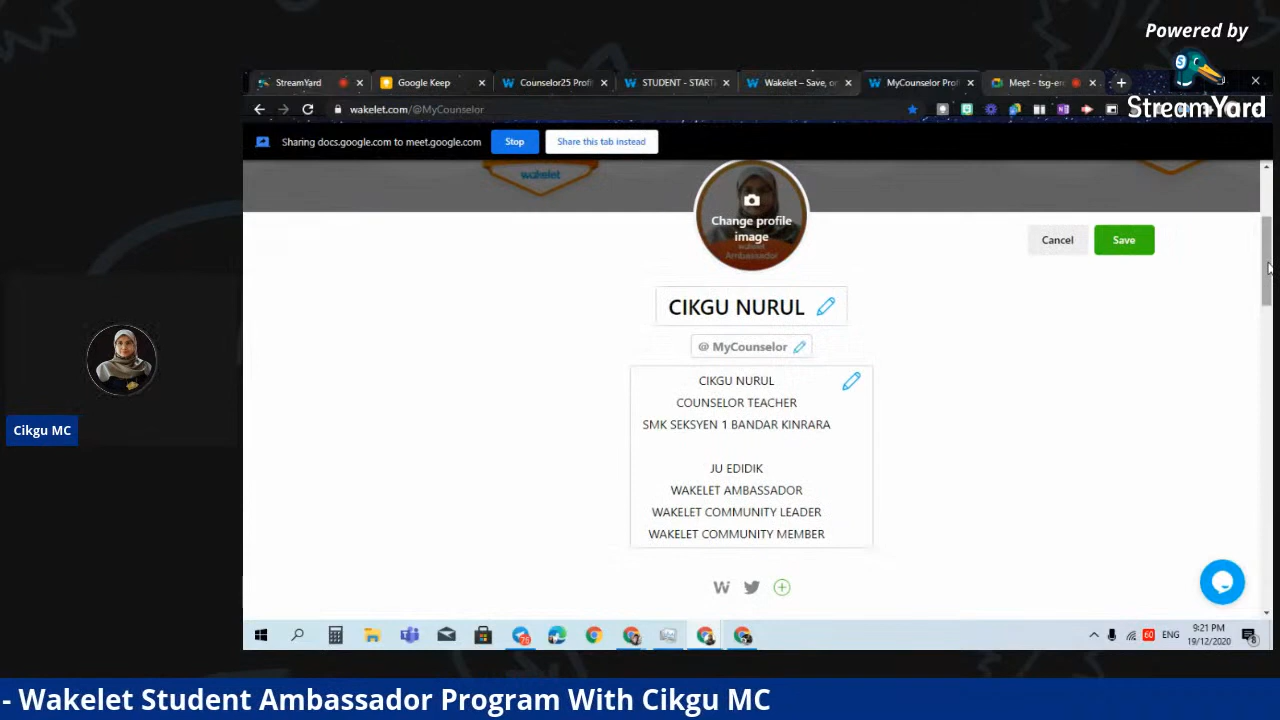 Powered by
StreamYard
StreamYard
Google Keep
Counselor25 Profi
STUDENT - START
Wakelet – Save, or
MyCounselor Prof
Meet - tsg-en
wakelet.com/@MyCounselor
Sharing docs.google.com to meet.google.com
Stop
Share this tab instead
wakelet
Change profile
image
wakelet
Ambassador
Cancel
Save
CIKGU NURUL
@ MyCounselor
CIKGU NURUL
COUNSELOR TEACHER
SMK SEKSYEN 1 BANDAR KINRARA
JU EDIDIK
WAKELET AMBASSADOR
WAKELET COMMUNITY LEADER
WAKELET COMMUNITY MEMBER
Cikgu MC
ENG
9:21 PM
19/12/2020
- Wakelet Student Ambassador Program With Cikgu MC